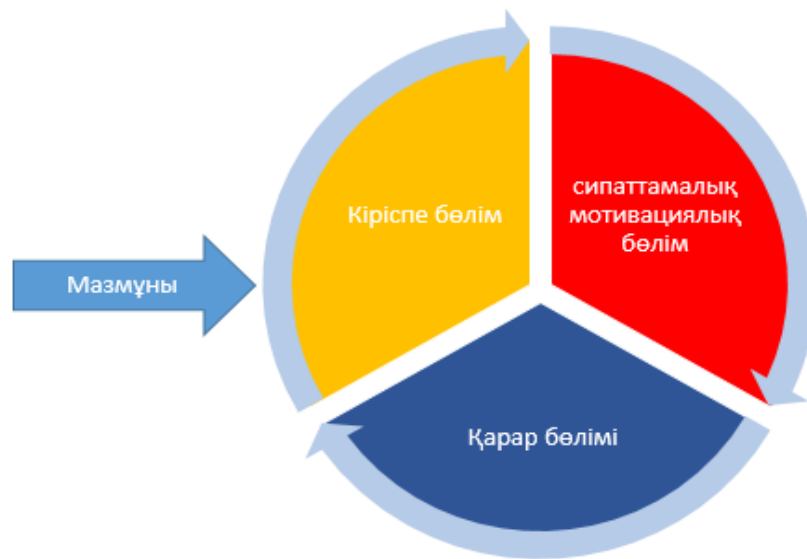 Мазмұны
Кіріспе бөлім
сипаттамалық
мотивациялық
бөлім
Қарар бөлімі